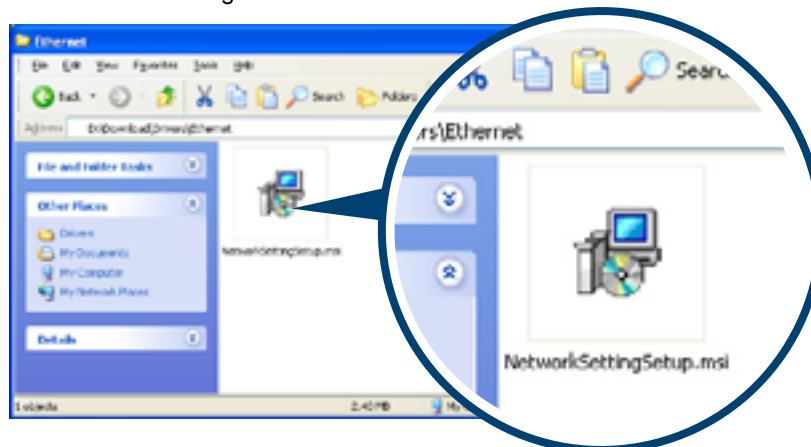 Ethernet
File Edit View Favorites Tools Help
Back Search Folders
Address D:\Download\Drivers\Ethernet
File and Folder Tasks
Other Places
Drivers
My Documents
My Computer
My Network Places
Details
NetworkSettingSetup.msi
1 objects 2.40 MB My
Search
rs\Ethernet
NetworkSettingSetup.msi